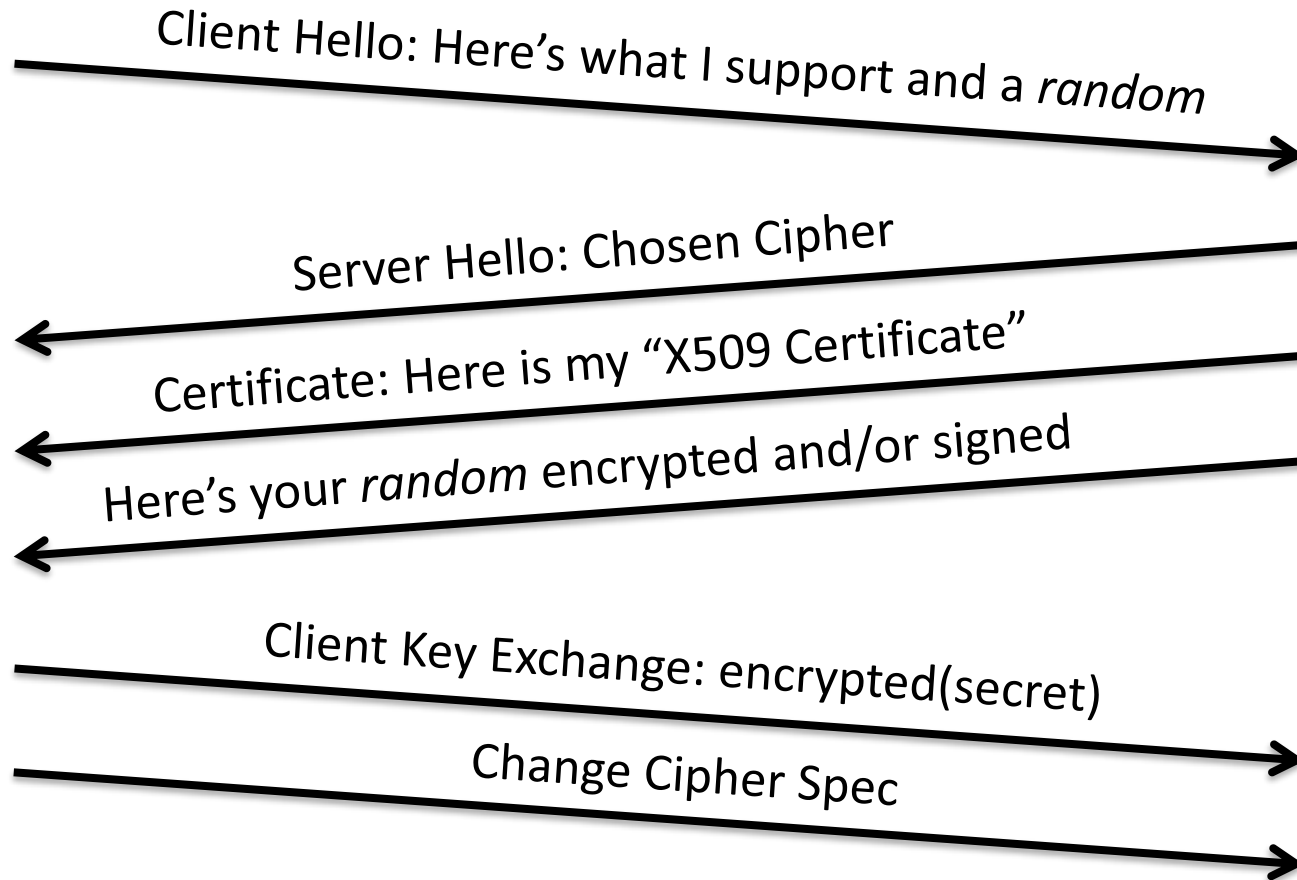 Client Hello: Here’s what I support and a random
Server Hello: Chosen Cipher
Certificate: Here is my “X509 Certificate”
Here’s your random encrypted and/or signed
Client Key Exchange: encrypted(secret)
Change Cipher Spec